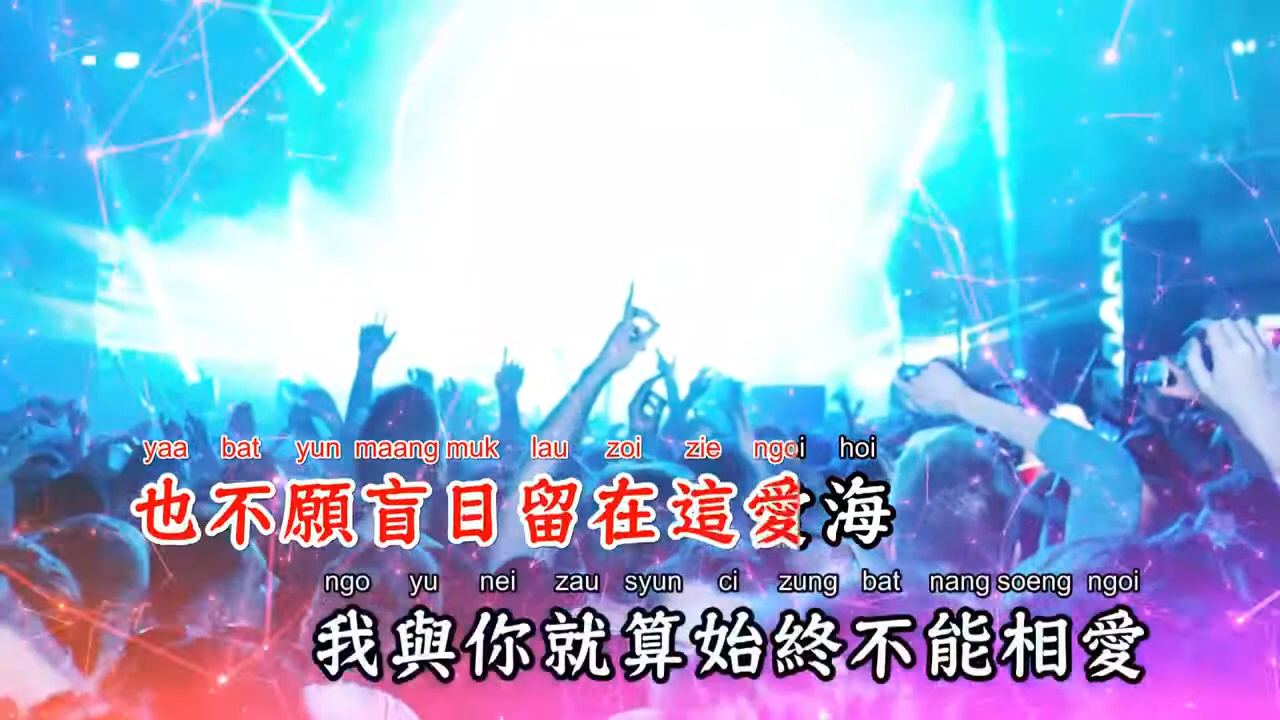 yaa bat yun maang muk lau zoi zie ngoi hoi
也不願盲目留在這愛海
ngo yu nei zau syun ci zung bat nang soeng ngoi
我與你就算始終不能相愛